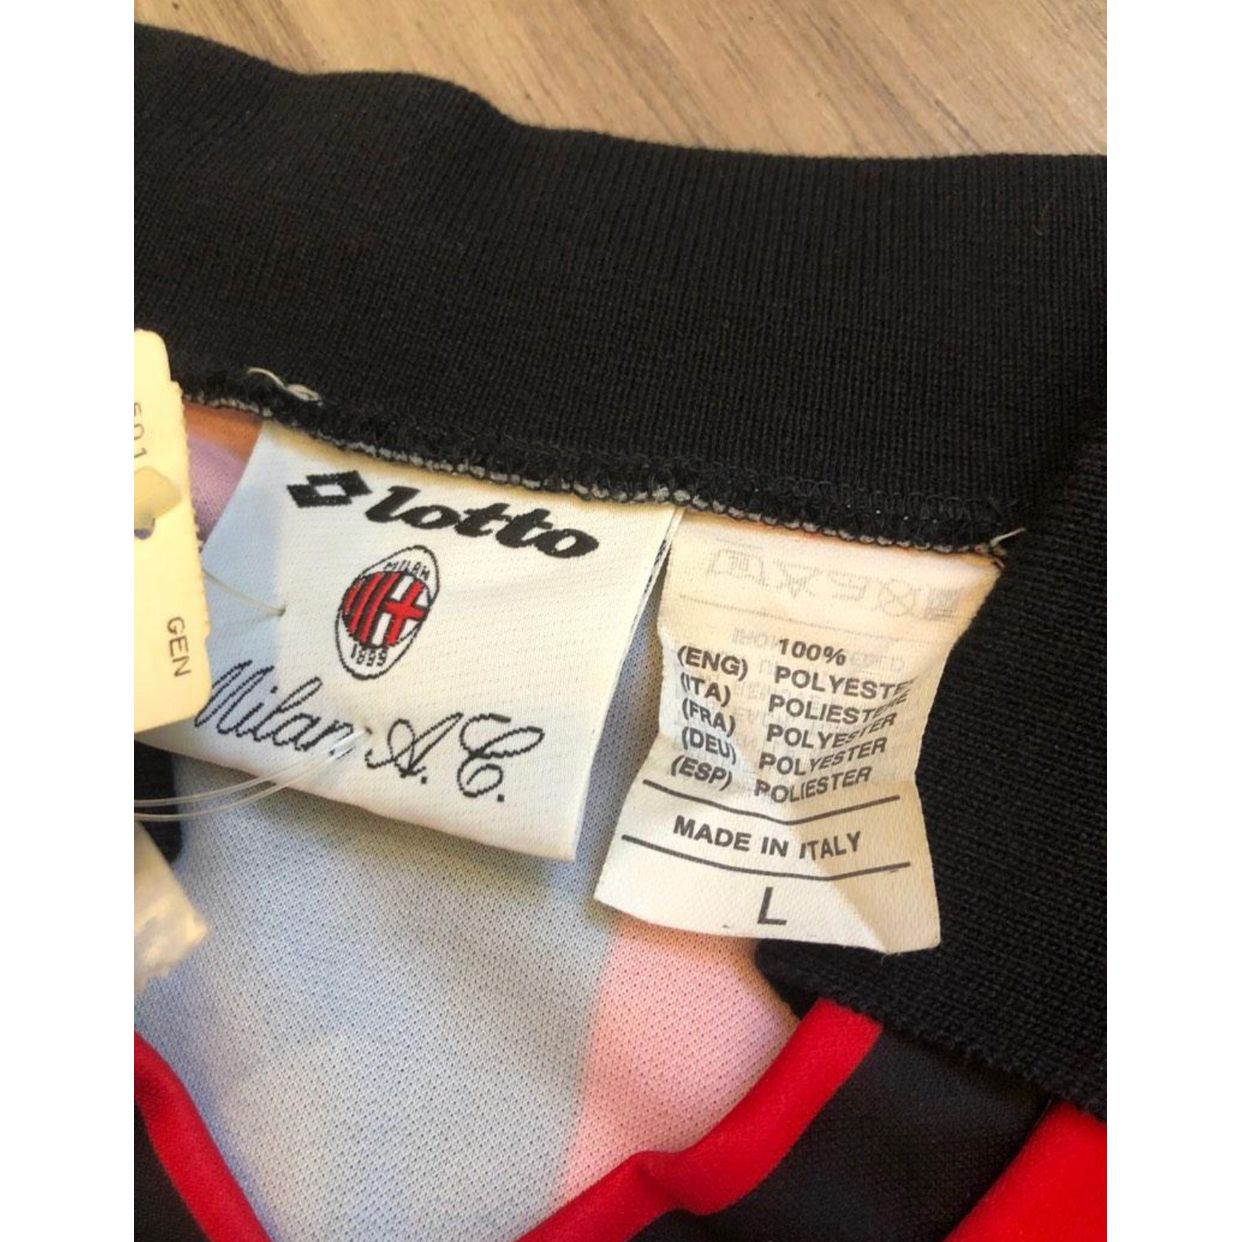 lotto
MILAN
1899
Milan A.C.
GEN
100%
(ENG) POLYESTER
(ITA) POLIESTERE
(FRA) POLYESTER
(DEU) POLYESTER
(ESP) POLIESTER
MADE IN ITALY
L